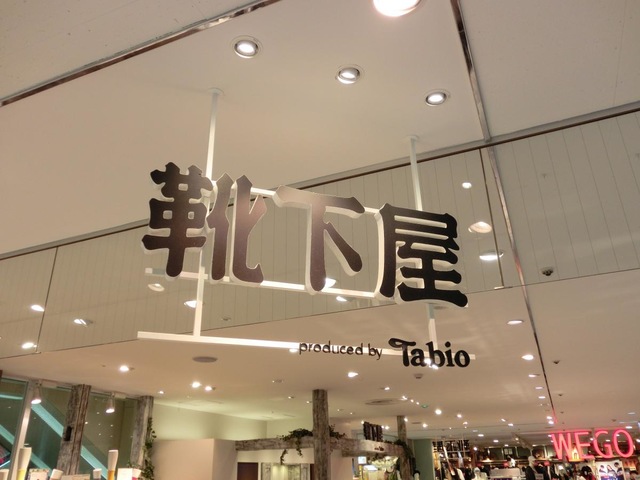 靴下屋
produced by Tabio
WEGO